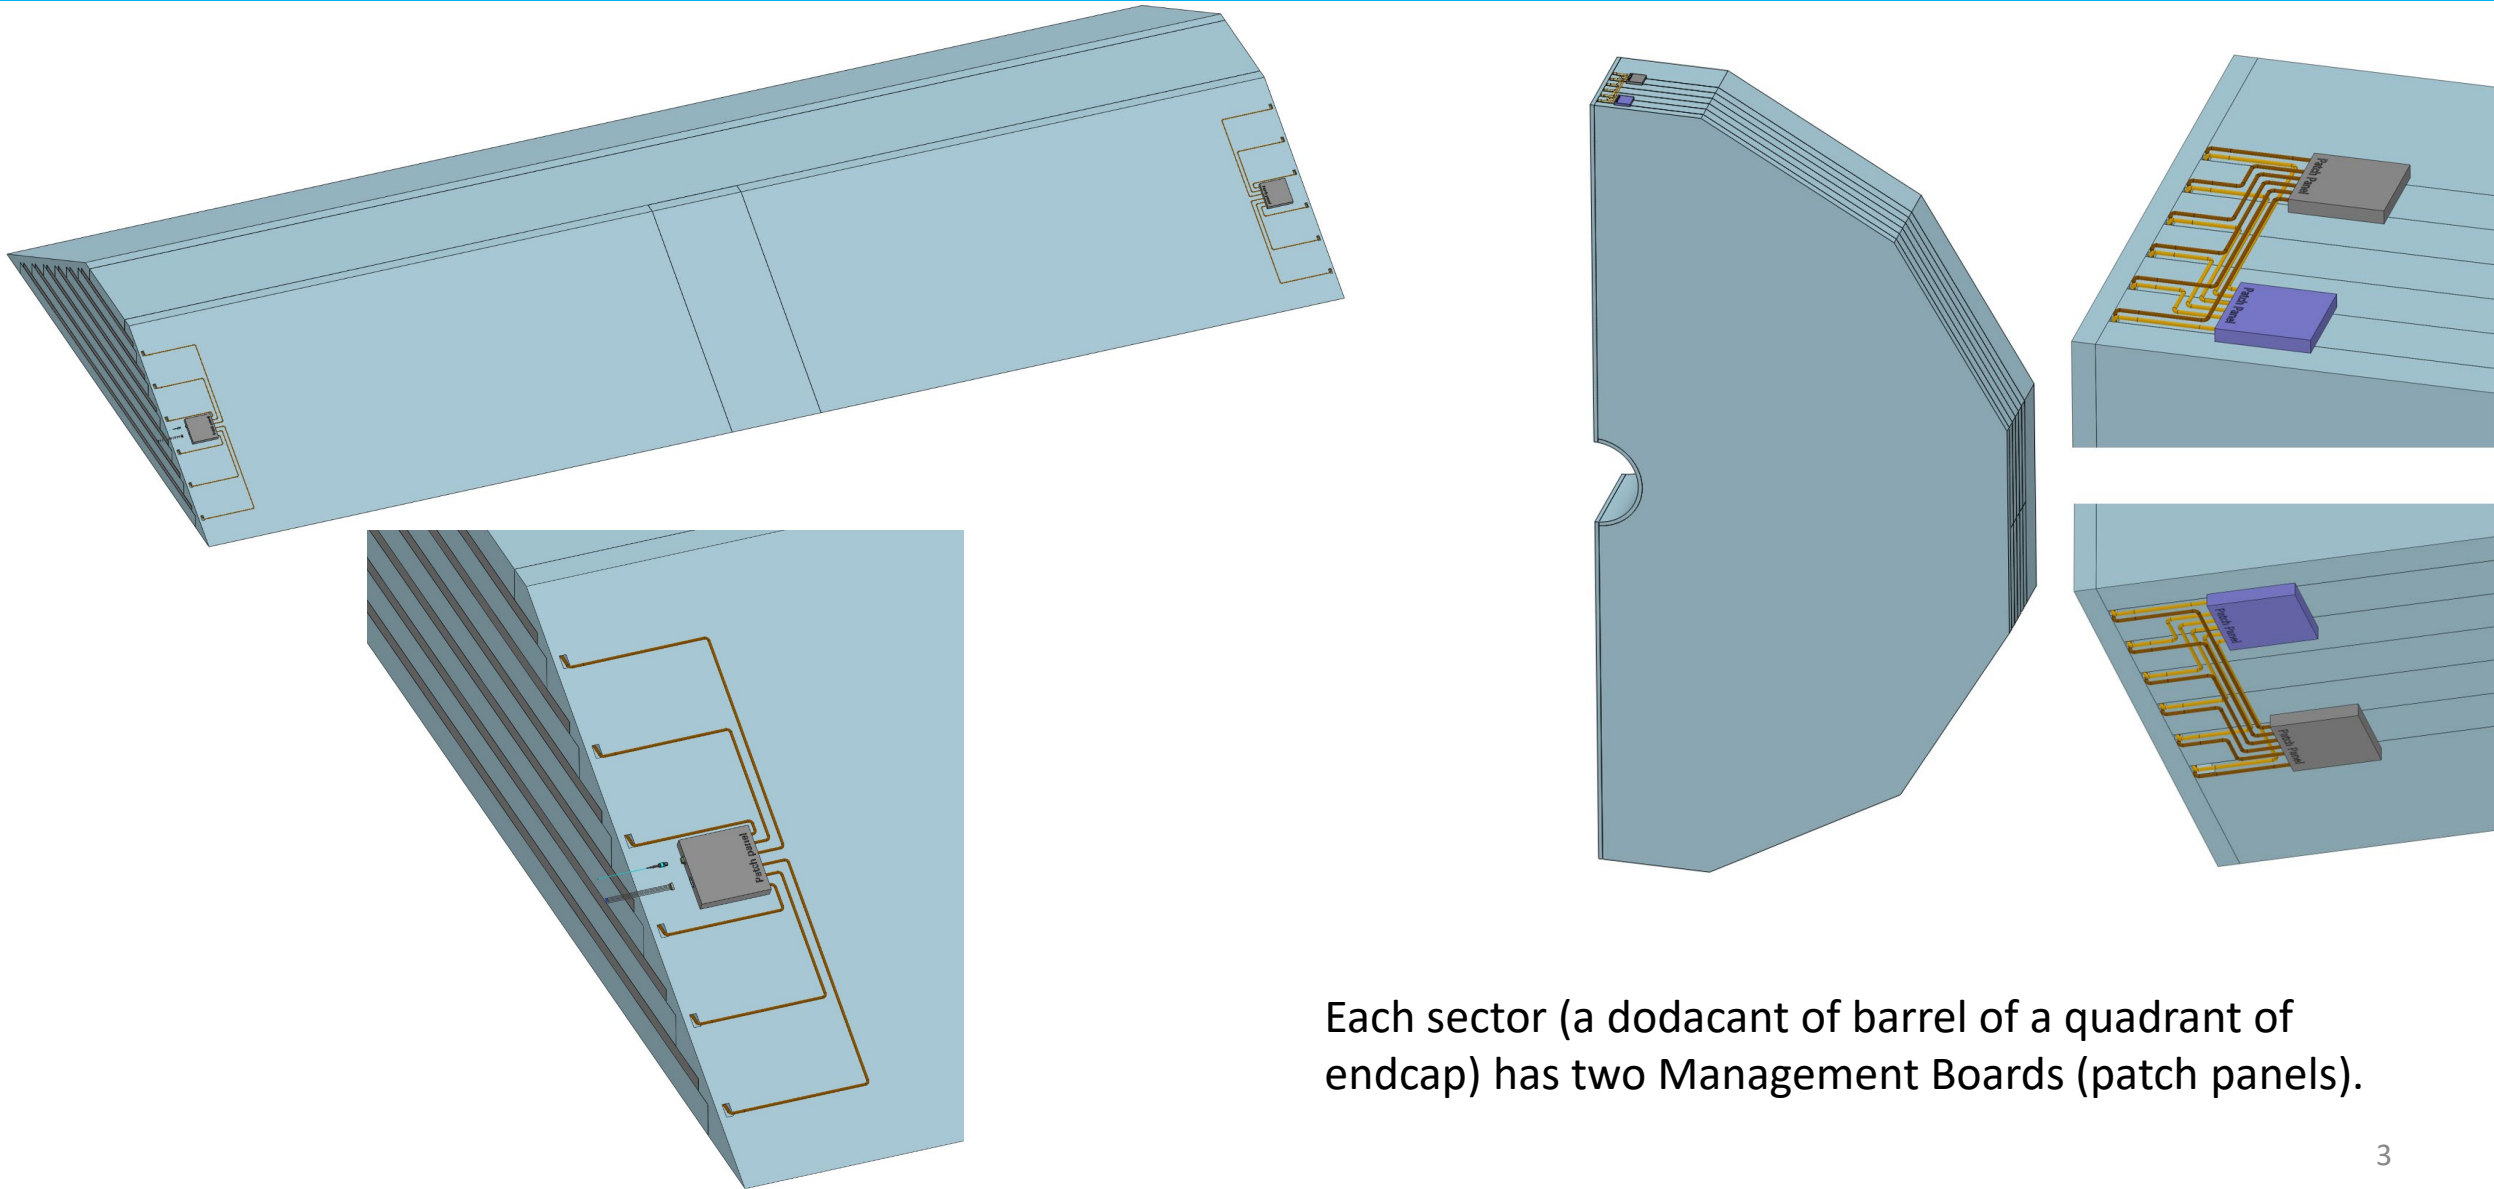 Patch Panel
Patch Panel
Patch Panel
Patch Panel
Patch panel
Each sector (a dodacant of barrel of a quadrant of
endcap) has two Management Boards (patch panels).
3